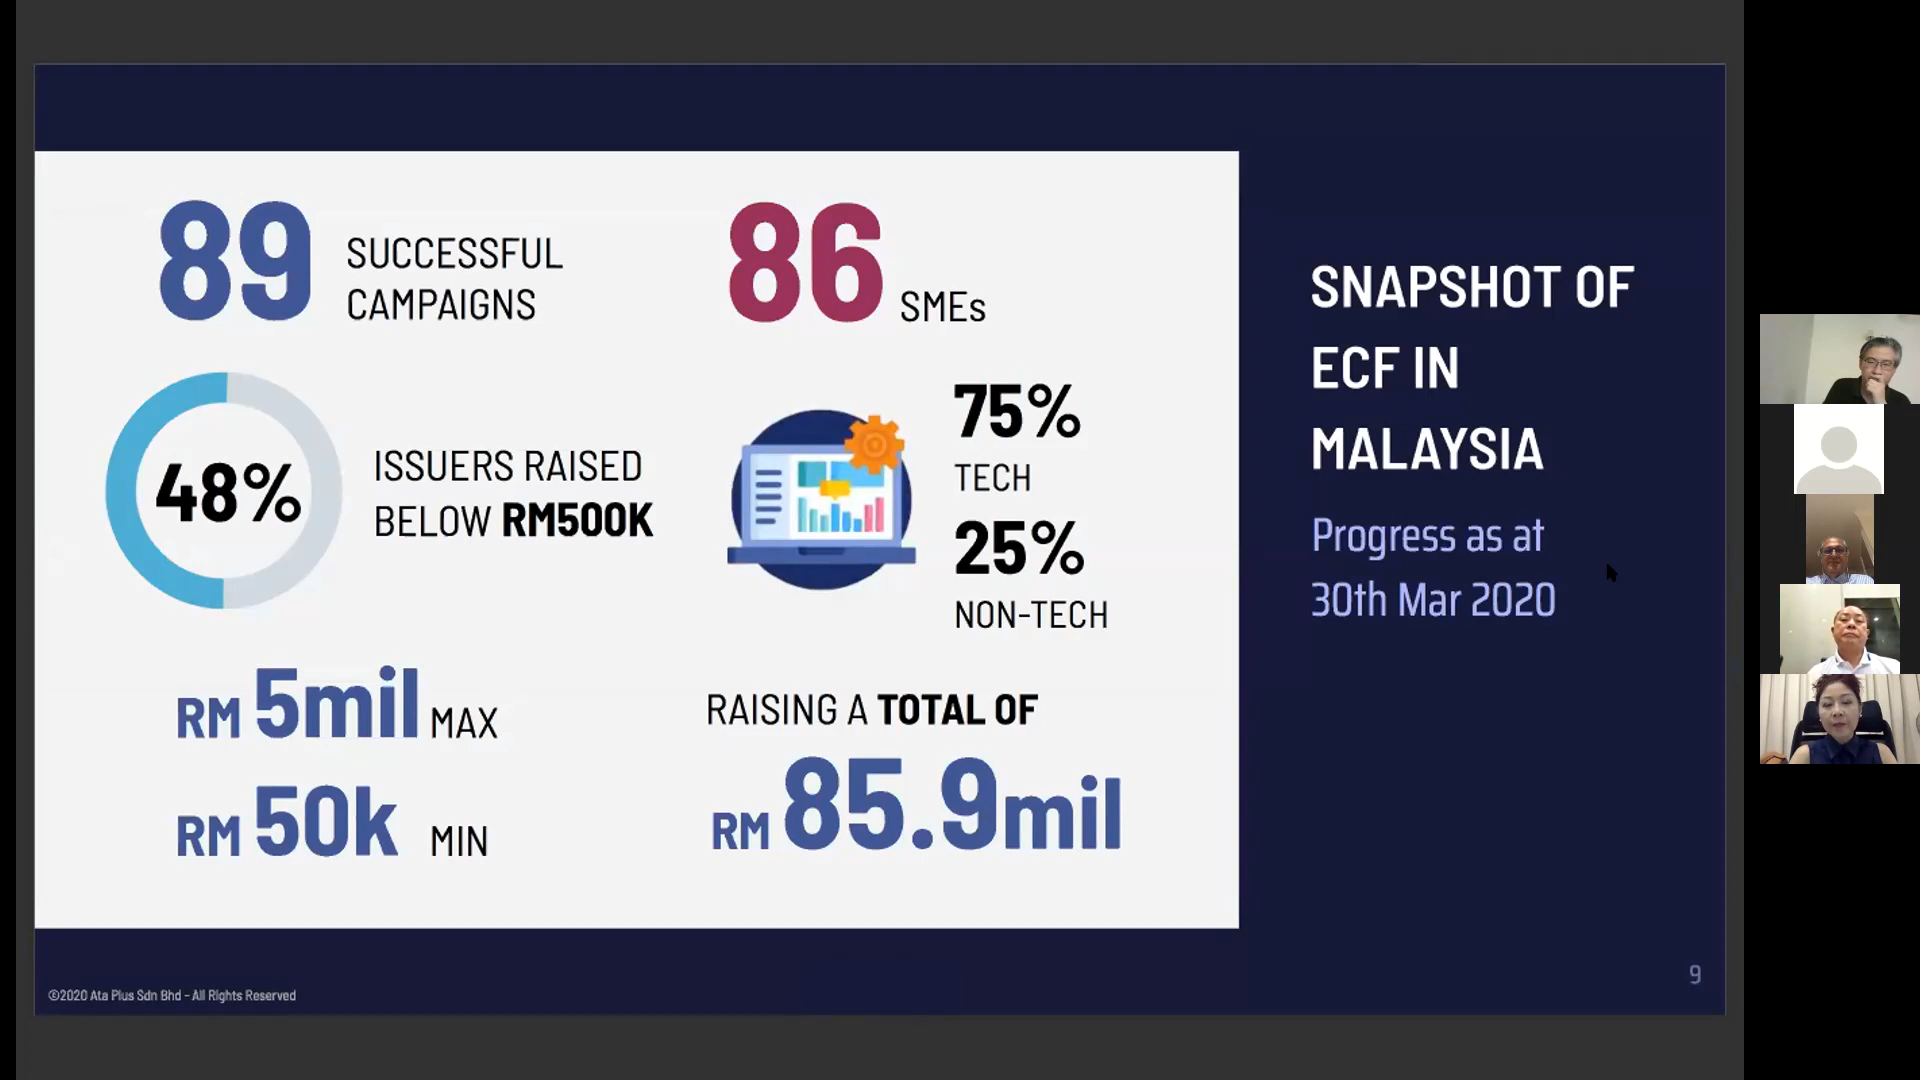 89 SUCCESSFUL
CAMPAIGNS
86 SMEs
48%
ISSUERS RAISED
BELOW RM500K
75%
TECH
25%
NON-TECH
RM 5mil MAX
RM 50k MIN
RAISING A TOTAL OF
RM 85.9mil
SNAPSHOT OF
ECF IN
MALAYSIA
Progress as at
30th Mar 2020
©2020 Ata Plus Sdn Bhd - All Rights Reserved
9